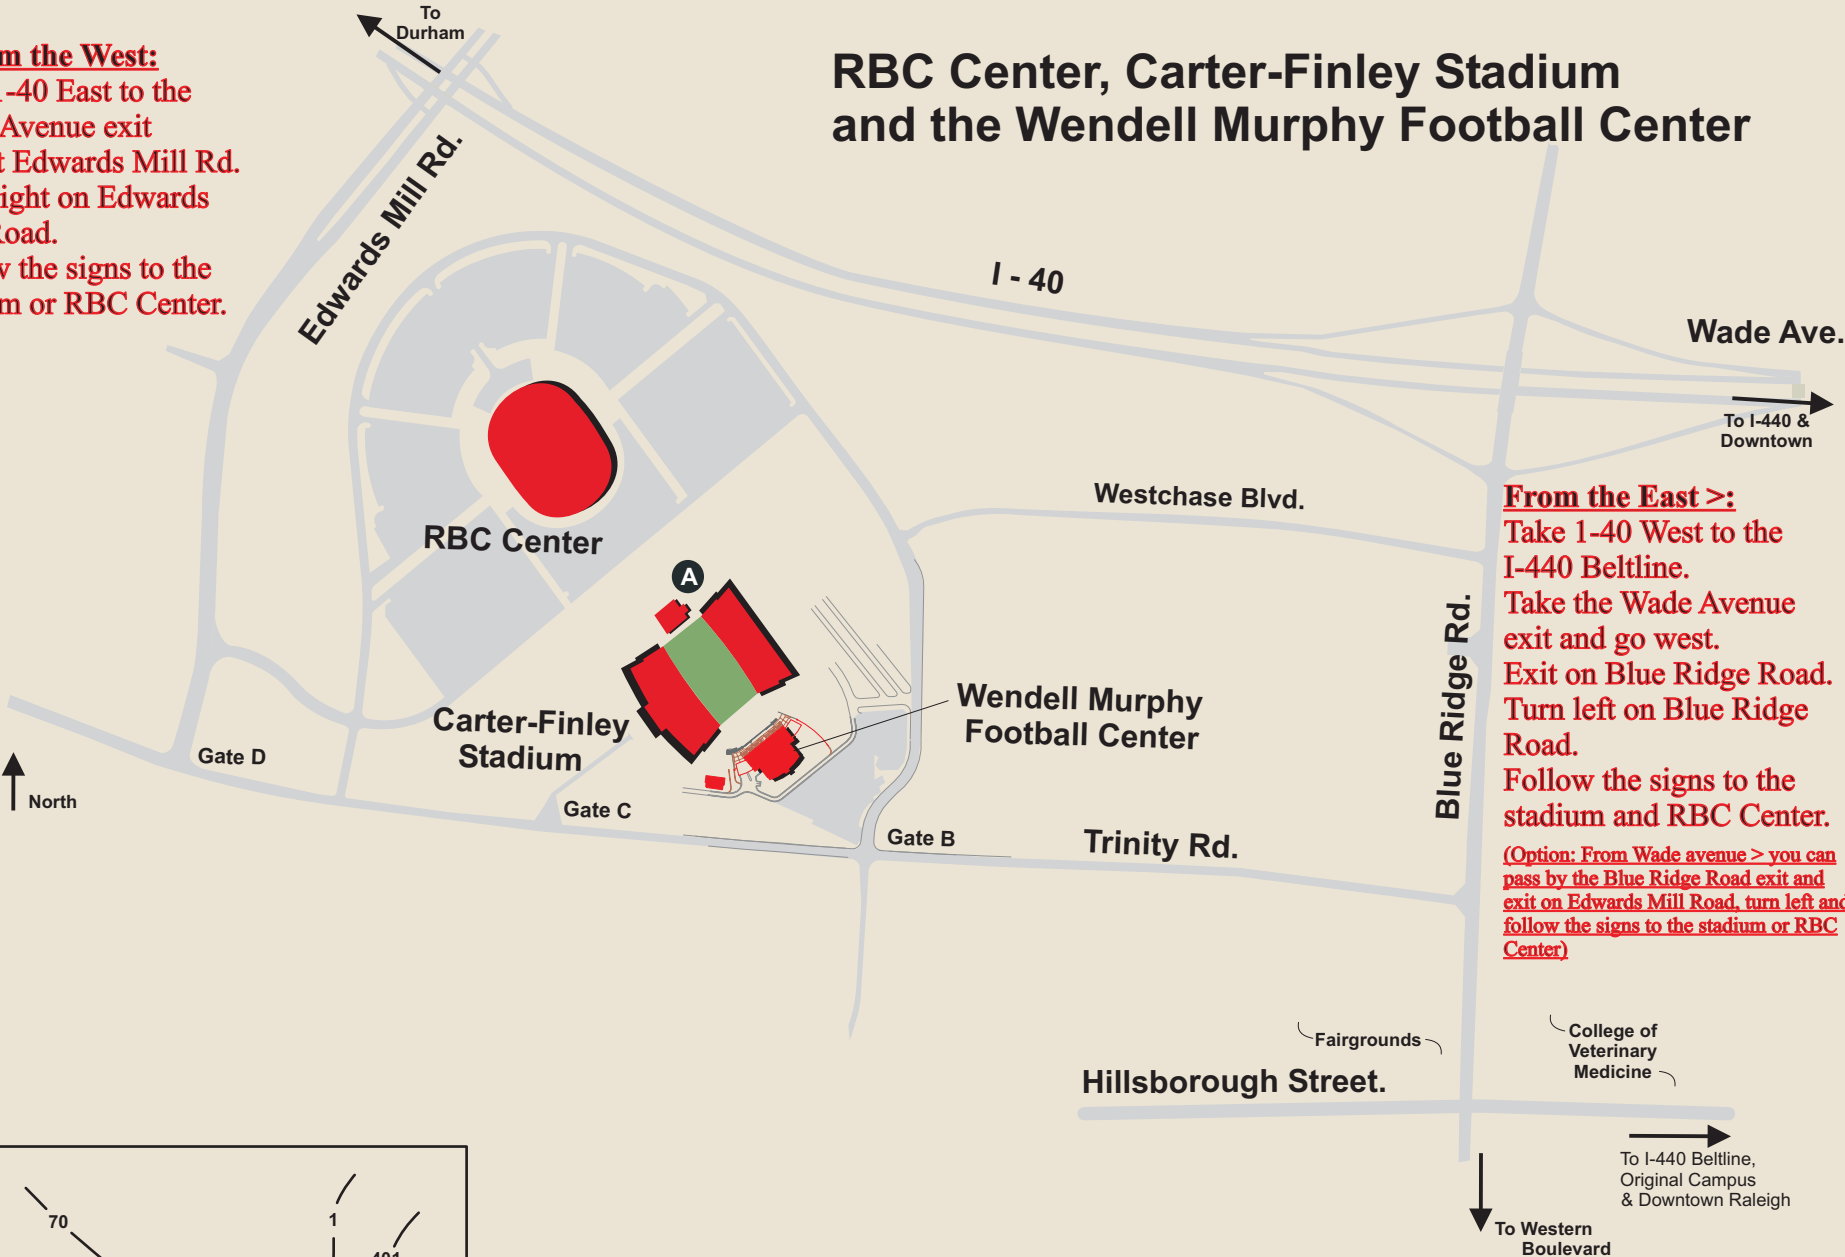 To
Durham
RBC Center, Carter-Finley Stadium
and the Wendell Murphy Football Center
m the West:
-40 East to the
Avenue exit
t Edwards Mill Rd.
ight on Edwards
Road.
w the signs to the
m or RBC Center.
Edwards Mill Rd.
I - 40
Wade Ave.
To I-440 &
Downtown
Westchase Blvd.
RBC Center
A
From the East >:
Take 1-40 West to the
I-440 Beltline.
Take the Wade Avenue
exit and go west.
Exit on Blue Ridge Road.
Turn left on Blue Ridge
Road.
Follow the signs to the
stadium and RBC Center.
(Option: From Wade avenue > you can
pass by the Blue Ridge Road exit and
exit on Edwards Mill Road, turn left and
follow the signs to the stadium or RBC
Center)
Blue Ridge Rd.
Wendell Murphy
Football Center
Carter-Finley
Stadium
Gate D
North
Gate C
Gate B
Trinity Rd.
Fairgrounds
College of
Veterinary
Medicine
Hillsborough Street.
To I-440 Beltline,
Original Campus
& Downtown Raleigh
To Western
Boulevard
70
1
401